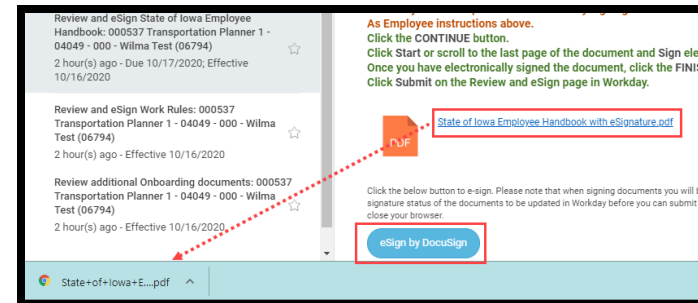 Review and eSign State of Iowa Employee
Handbook: 000537 Transportation Planner 1 -
04049 - 000 - Wilma Test (06794)
2 hour(s) ago - Due 10/17/2020; Effective
10/16/2020
Review and eSign Work Rules: 000537
Transportation Planner 1 - 04049 - 000 - Wilma
Test (06794)
2 hour(s) ago - Effective 10/16/2020
Review additional Onboarding documents: 000537
Transportation Planner 1 - 04049 - 000 - Wilma
Test (06794)
2 hour(s) ago - Effective 10/16/2020
As Employee instructions above.
Click the CONTINUE button.
Click Start or scroll to the last page of the document and Sign ele
Once you have electronically signed the document, click the FINIS
Click Submit on the Review and eSign page in Workday.
PDF
State of Iowa Employee Handbook with eSignature.pdf
Click the below button to e-sign. Please note that when signing documents you will b
signature status of the documents to be updated in Workday before you can submit
close your browser.
eSign by DocuSign
State+of+Iowa+E....pdf